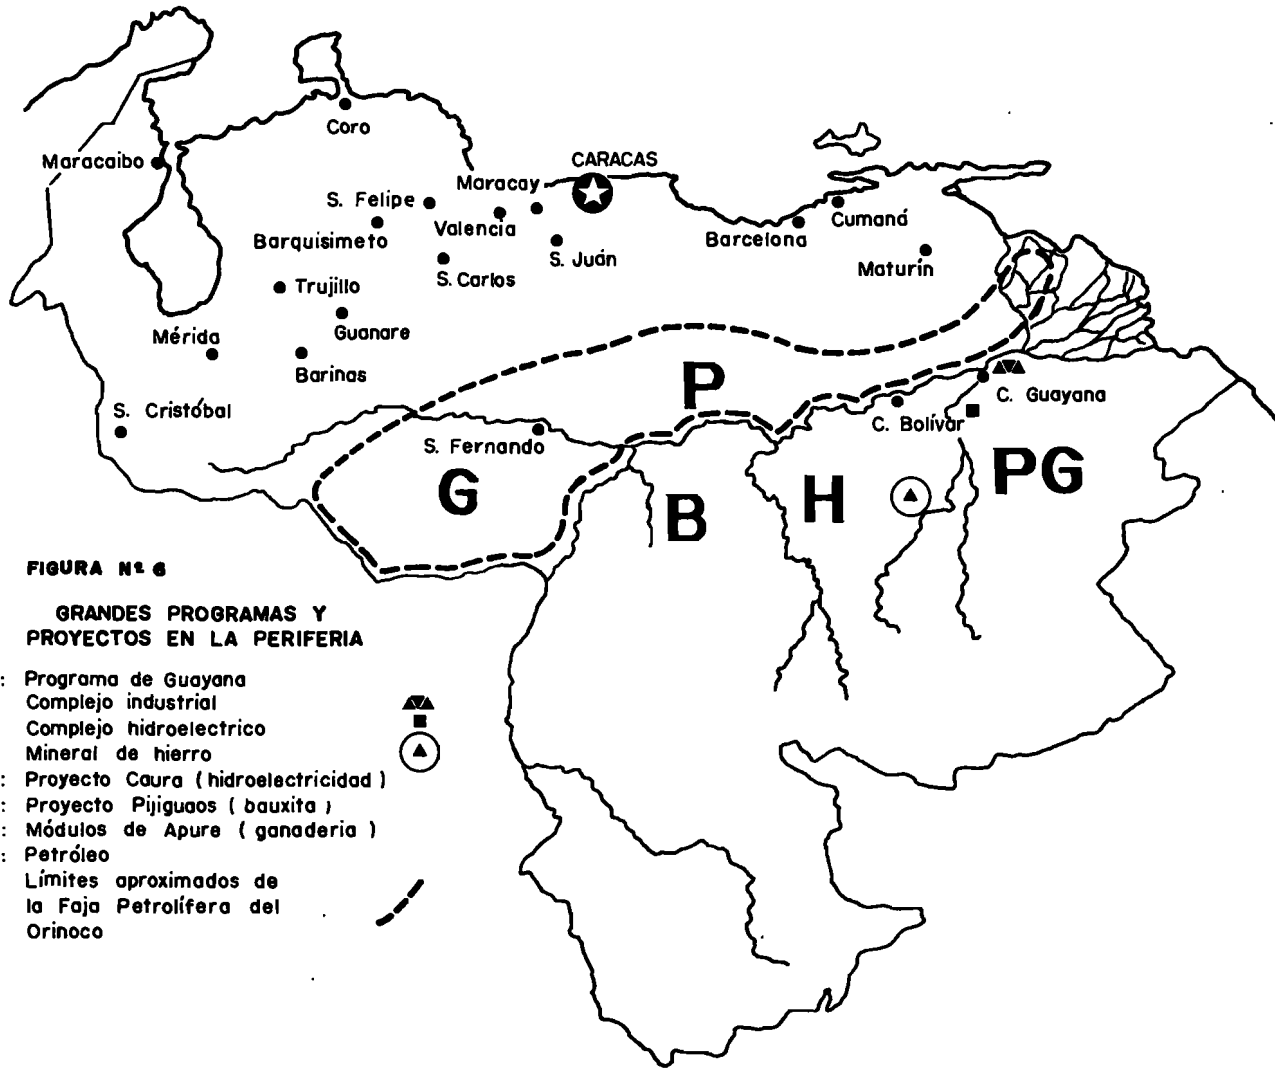 Coro
Maracaibo
CARACAS
Maracay
S. Felipe
Valencia
Barquisimeto
S. Juán
S. Carlos
Cumaná
Barcelona
Maturín
Trujillo
Guanare
Mérida
Barinas
S. Cristóbal
S. Fernando
C. Guayana
C. Bolívar
P
G
B
H
PG
FIGURA Nº 6
GRANDES PROGRAMAS Y
PROYECTOS EN LA PERIFERIA
: Programa de Guayana
Complejo industrial
Complejo hidroelectrico
Mineral de hierro
: Proyecto Caura ( hidroelectricidad )
: Proyecto Pijiguaos ( bauxita )
: Módulos de Apure ( ganaderia )
: Petróleo
Límites aproximados de
la Faja Petrolífera del
Orinoco